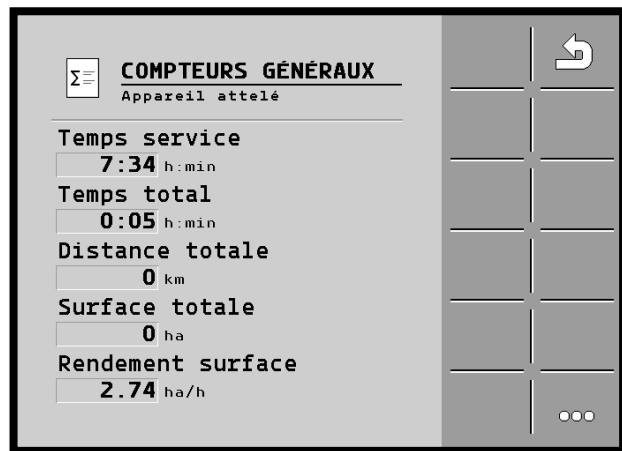 Σ
COMPTEURS GÉNÉRAUX
Appareil attelé
Temps service
7:34 h:min
Temps total
0:05 h:min
Distance totale
0 km
Surface totale
0 ha
Rendement surface
2.74 ha/h